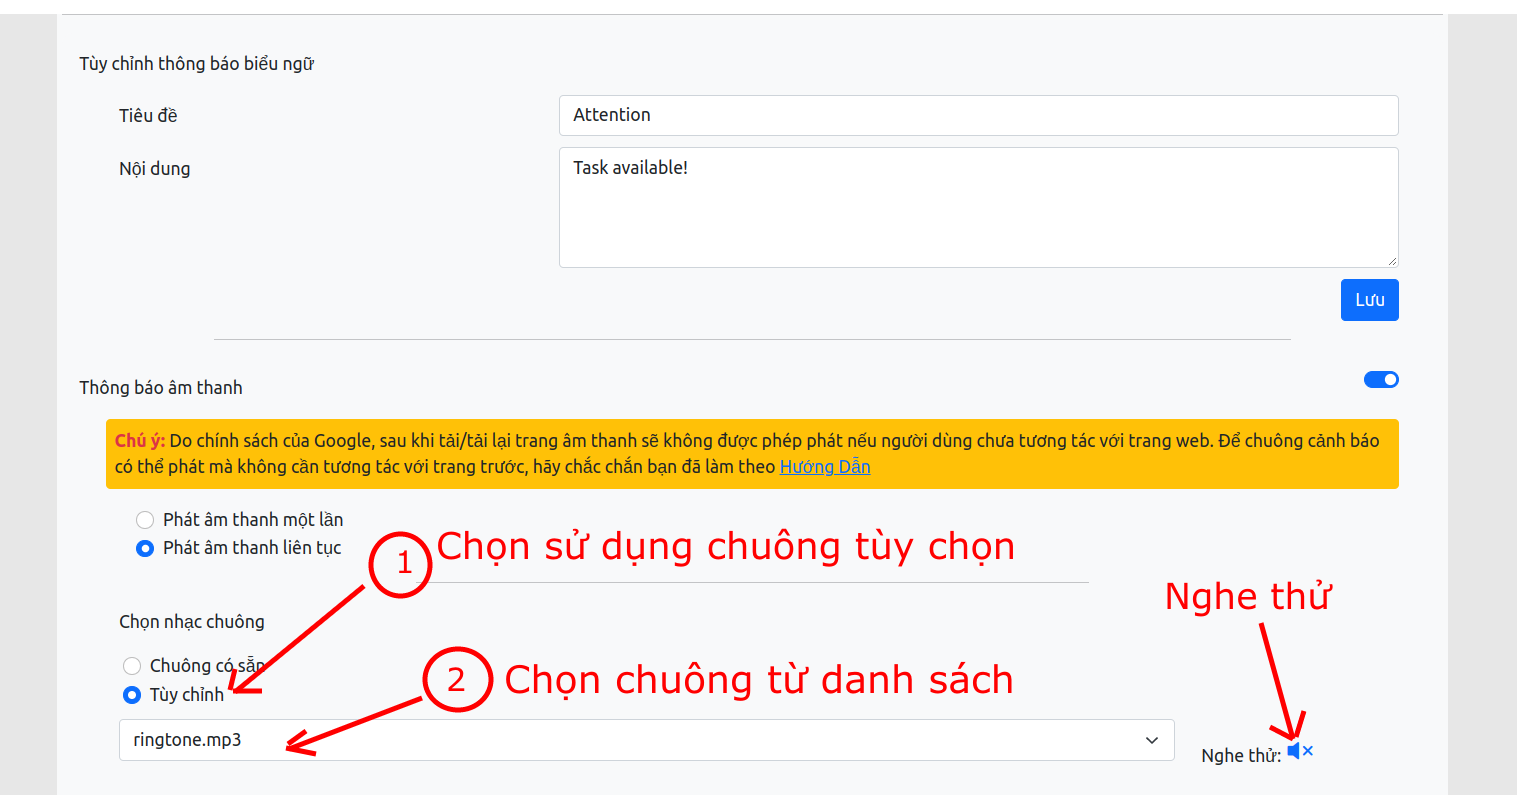 Tùy chỉnh thông báo biểu ngữ
Tiêu đề
Attention
Nội dung
Task available!
Lưu
Thông báo âm thanh
Chú ý: Do chính sách của Google, sau khi tải/tải lại trang âm thanh sẽ không được phép phát nếu người dùng chưa tương tác với trang web. Để chuông cảnh báo
có thể phát mà không cần tương tác với trang trước, hãy chắc chắn bạn đã làm theo Hướng Dẫn
Phát âm thanh một lần
Phát âm thanh liên tục
1 Chọn sử dụng chuông tùy chọn
Nghe thử
Chọn nhạc chuông
Chuông có sẵn
Tùy chỉnh
2 Chọn chuông từ danh sách
ringtone.mp3
Nghe thử: